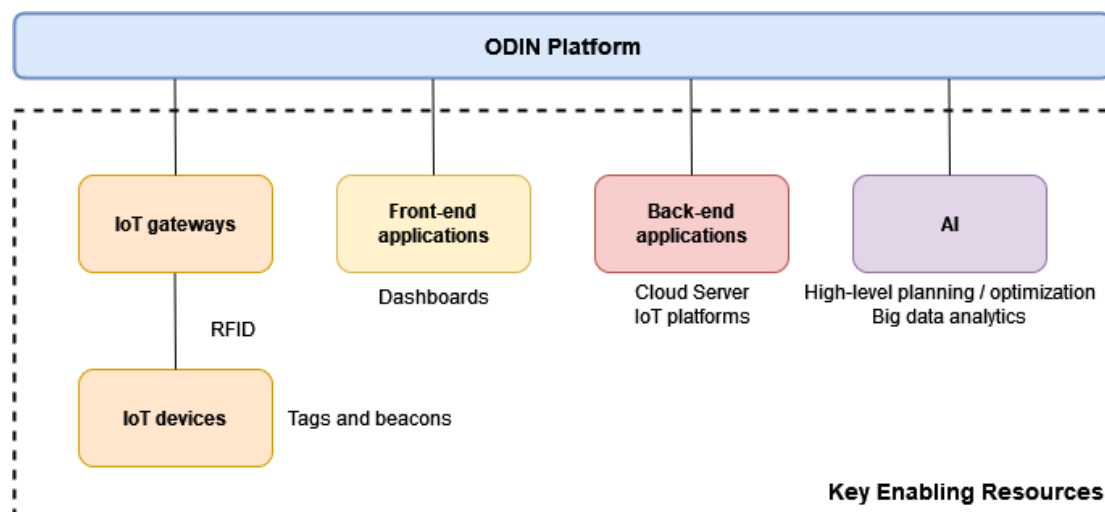 ODIN Platform
IoT gateways
Front-end
applications
Back-end
applications
AI
Dashboards
Cloud Server
IoT platforms
High-level planning / optimization
Big data analytics
RFID
IoT devices
Tags and beacons
Key Enabling Resources